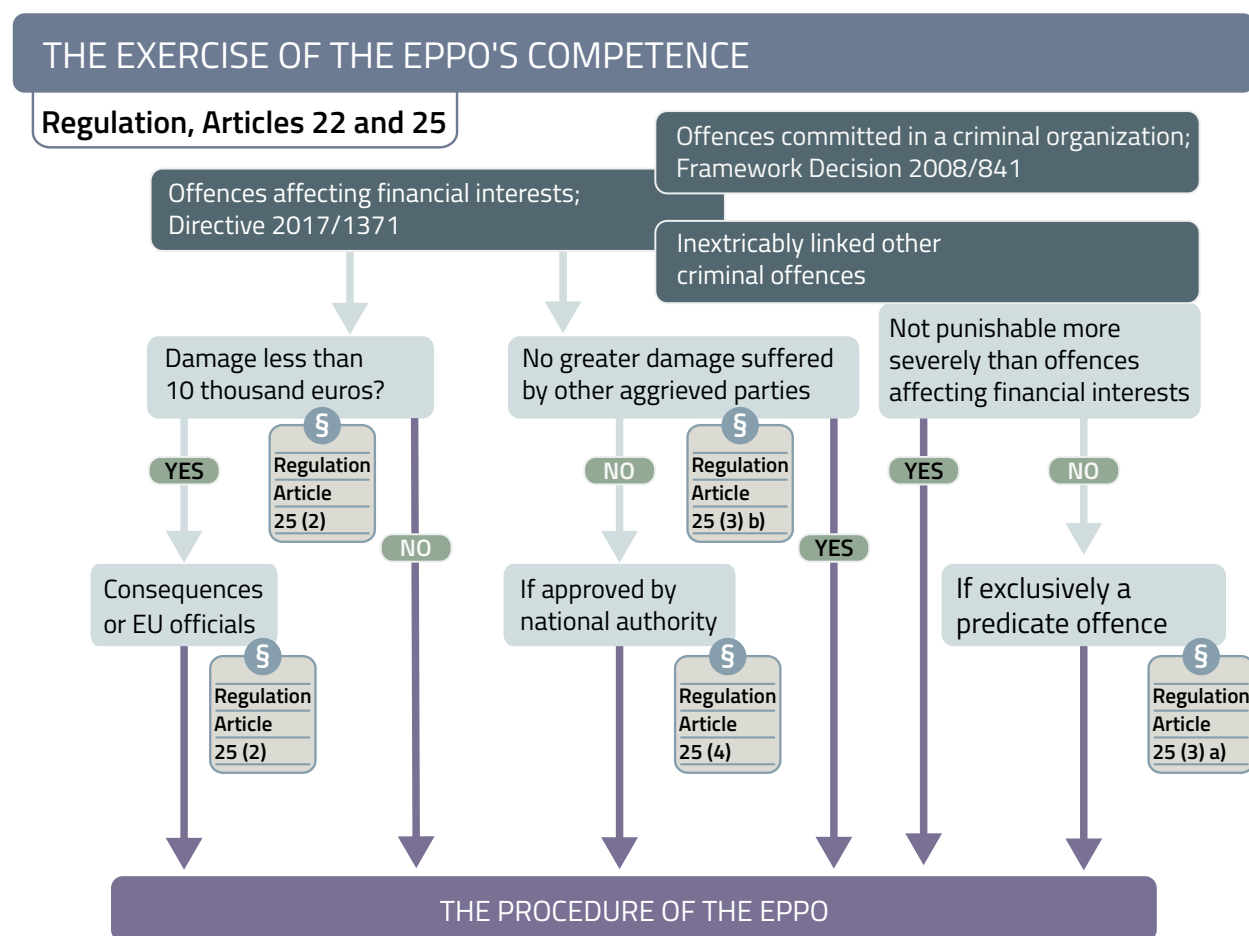 THE EXERCISE OF THE EPPO'S COMPETENCE
Regulation, Articles 22 and 25
Offences committed in a criminal organization;
Framework Decision 2008/841
Offences affecting financial interests;
Directive 2017/1371
Inextricably linked other
criminal offences
Damage less than
10 thousand euros?
No greater damage suffered
by other aggrieved parties
Not punishable more
severely than offences
affecting financial interests
YES
§
Regulation
Article
25 (2)
NO
NO
§
Regulation
Article
25 (3) b)
YES
YES
NO
Consequences
or EU officials
§
Regulation
Article
25 (2)
If approved by
national authority
§
Regulation
Article
25 (4)
If exclusively a
predicate offence
§
Regulation
Article
25 (3) a)
THE PROCEDURE OF THE EPPO